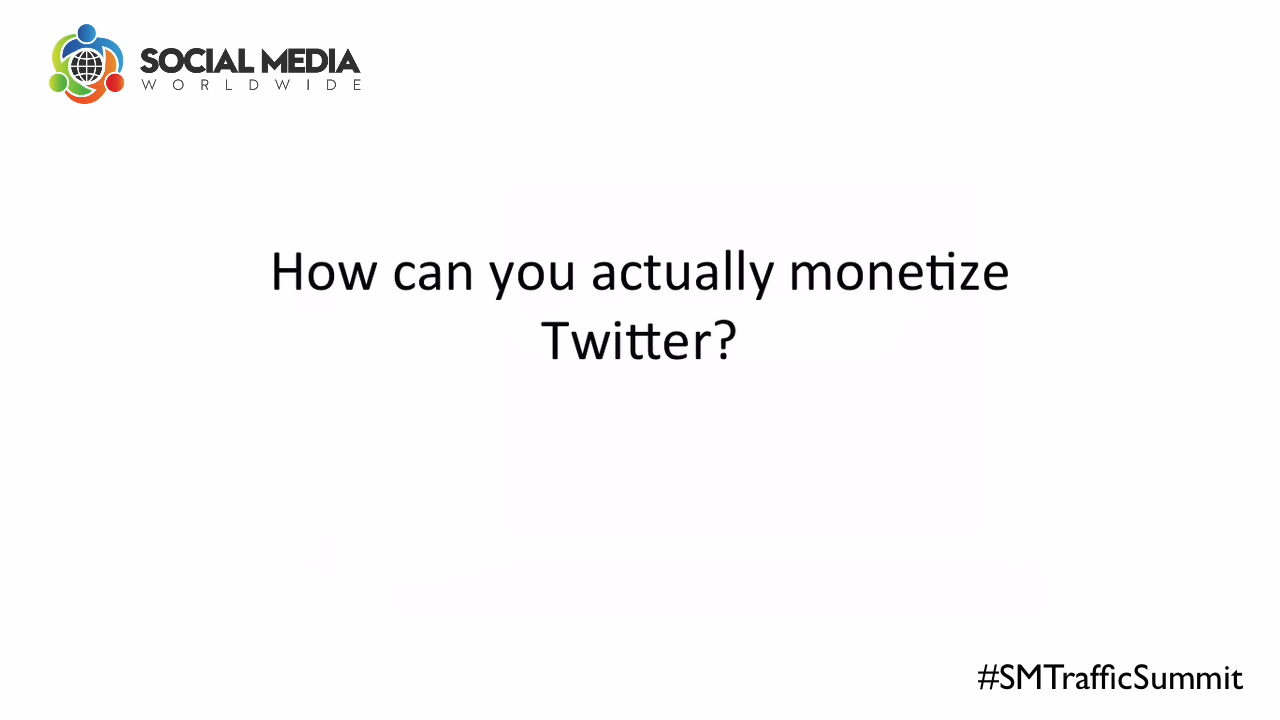 SOCIAL MEDIA
WORLDWIDE
How can you actually monetize
Twitter?
#SMTrafficSummit